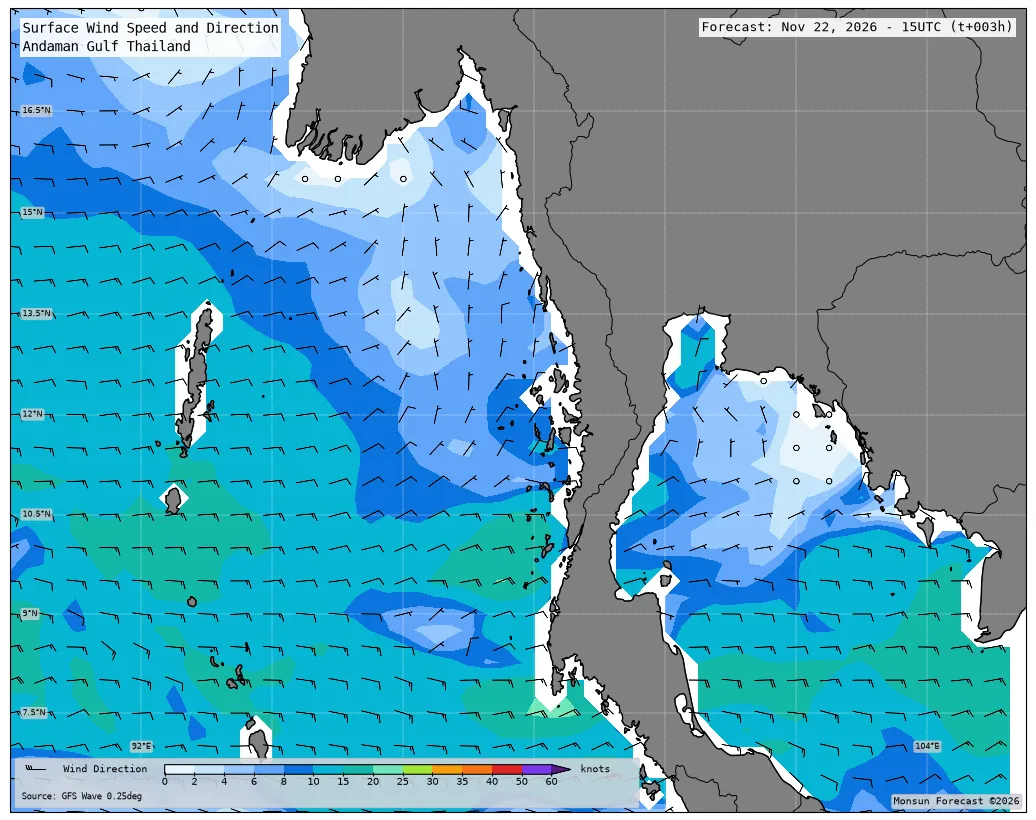 Surface Wind Speed and Direction
Andaman Gulf Thailand
Forecast: Nov 22, 2026 - 15UTC (t+003h)
16.5°N
15°N
13.5°N
12°N
10.5°N
9°N
7.5°N
92°E
104°E
Wind Direction
knots
0 2 4 6 8 10 15 20 25 30 35 40 50 60
Source: GFS Wave 0.25deg
Monsun Forecast ©2026